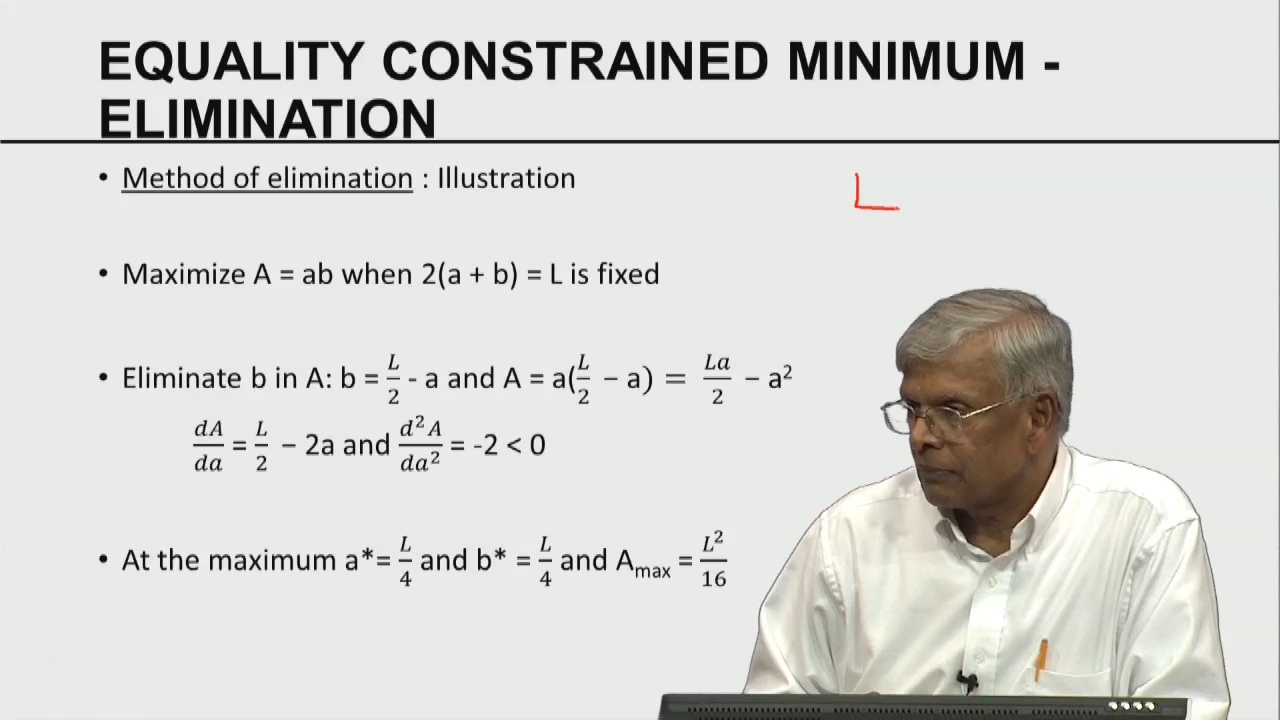 EQUALITY CONSTRAINED MINIMUM -
ELIMINATION
• Method of elimination : Illustration
• Maximize A = ab when 2(a + b) = L is fixed
• Eliminate b in A: b = L/2 - a and A = a(L/2 − a) = La/2 − a²
dA/da = L/2 − 2a and d²A/da² = -2 < 0
• At the maximum a*= L/4 and b* = L/4 and Amax = L²/16